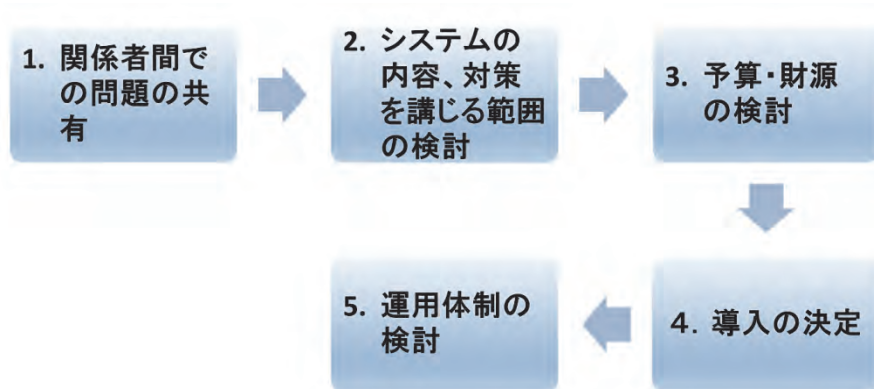 1. 関係者間で
の問題の共
有
2. システムの
内容、対策
を講じる範囲
の検討
3. 予算・財源
の検討
４. 導入の決定
5. 運用体制の
検討